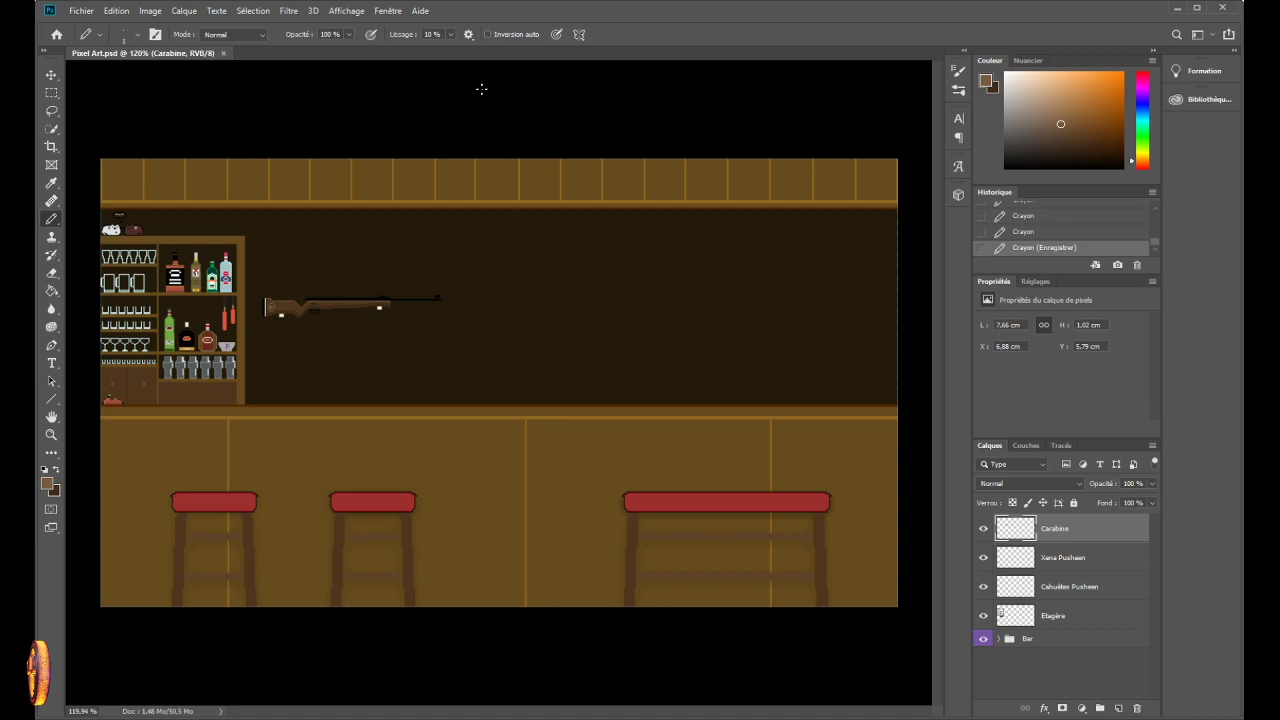 Ps Fichier Edition Image Calque Texte Sélection Filtre 3D Affichage Fenêtre Aide
1 Mode : Normal Opacité : 100 % Lissage : 10 % Inversion auto
Pixel Art.psd @ 120% (Carabine, RVB/8)
Couleur Nuancier
Formation
Bibliothèqu...
Historique
Crayon
Crayon
Crayon
Crayon (Enregistrer)
Propriétés Réglages
Propriétés du calque de pixels
L : 7,66 cm H : 1,02 cm
X : 6,88 cm Y : 5,79 cm
Calques Couches Tracés
Type
Normal Opacité : 100 %
Verrou : Fond : 100 %
Carabine
Xena Pusheen
Cahuètes Pusheen
Etagère
Bar
119,94 % Doc : 1,48 Mo/50,5 Mo